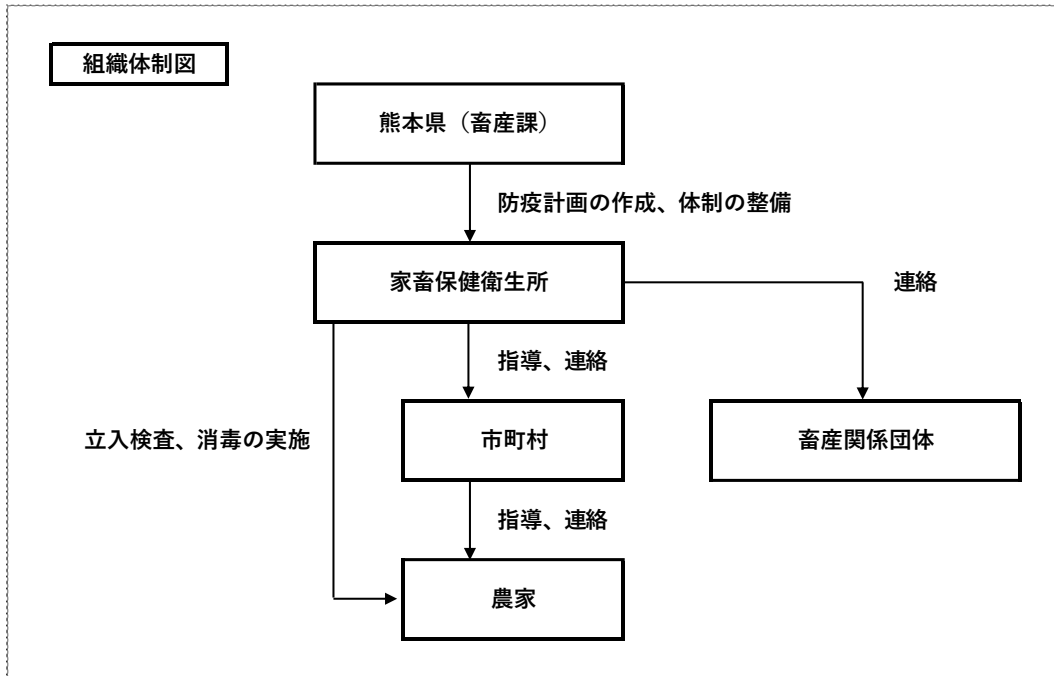 組織体制図
熊本県（畜産課）
防疫計画の作成、体制の整備
家畜保健衛生所
連絡
指導、連絡
立入検査、消毒の実施
市町村
畜産関係団体
指導、連絡
農家